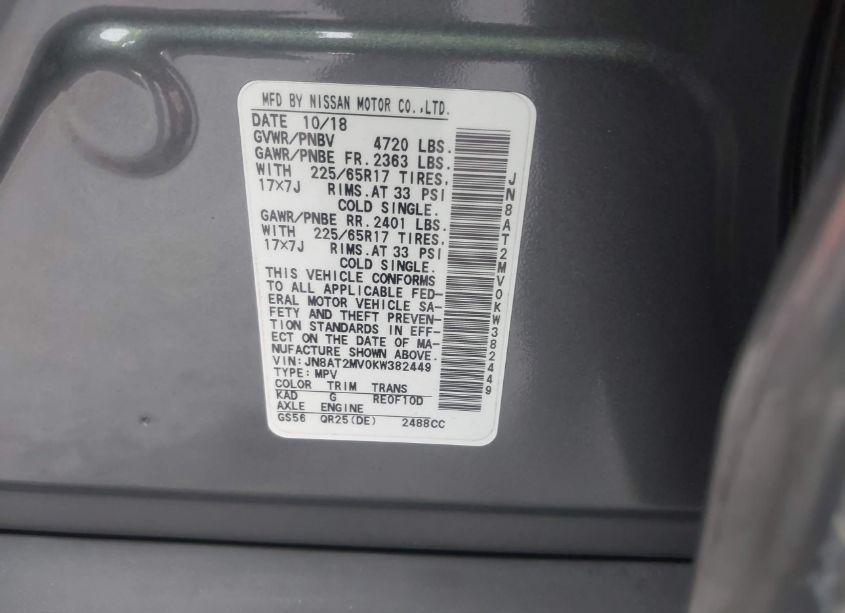 MFD BY NISSAN MOTOR CO.,LTD.
DATE 10/18
GVWR/PNBV 4720 LBS.
GAWR/PNBE FR. 2363 LBS.
WITH 225/65R17 TIRES.
17×7J RIMS. AT 33 PSI
COLD SINGLE.
GAWR/PNBE RR. 2401 LBS.
WITH 225/65R17 TIRES.
17×7J RIMS. AT 33 PSI
COLD SINGLE.
THIS VEHICLE CONFORMS
TO ALL APPLICABLE FED-
ERAL MOTOR VEHICLE SA-
FETY AND THEFT PREVEN-
TION STANDARDS IN EFF-
ECT ON THE DATE OF MA-
NUFACTURE SHOWN ABOVE.
VIN: JN8AT2MV0KW382449
TYPE: MPV
COLOR TRIM TRANS
KAD G RE0F10D
AXLE ENGINE
GS56 QR25(DE) 2488CC
JN8AT2MV0KW382449